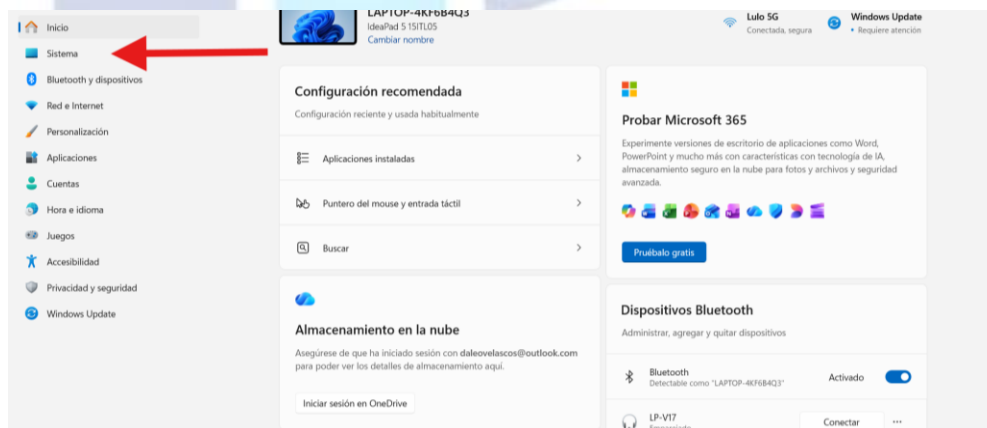 Inicio
Sistema
Bluetooth y dispositivos
Red e Internet
Personalización
Aplicaciones
Cuentas
Hora e idioma
Juegos
Accesibilidad
Privacidad y seguridad
Windows Update
LAPTOP-4KF6B4Q3
IdeaPad 5 15ITL05
Cambiar nombre
Lulo 5G
Conectada, segura
Windows Update
• Requiere atención
Configuración recomendada
Configuración reciente y usada habitualmente
Aplicaciones instaladas
Puntero del mouse y entrada táctil
Buscar
Almacenamiento en la nube
Asegúrese de que ha iniciado sesión con daleovelascos@outlook.com
para poder ver los detalles de almacenamiento aquí.
Iniciar sesión en OneDrive
Probar Microsoft 365
Experimente versiones de escritorio de aplicaciones como Word,
PowerPoint y mucho más con características con tecnología de IA,
almacenamiento seguro en la nube para fotos y archivos y seguridad
avanzada.
Pruébalo gratis
Dispositivos Bluetooth
Administrar, agregar y quitar dispositivos
Bluetooth
Detectable como "LAPTOP-4KF6B4Q3"
Activado
LP-V17
Conectar